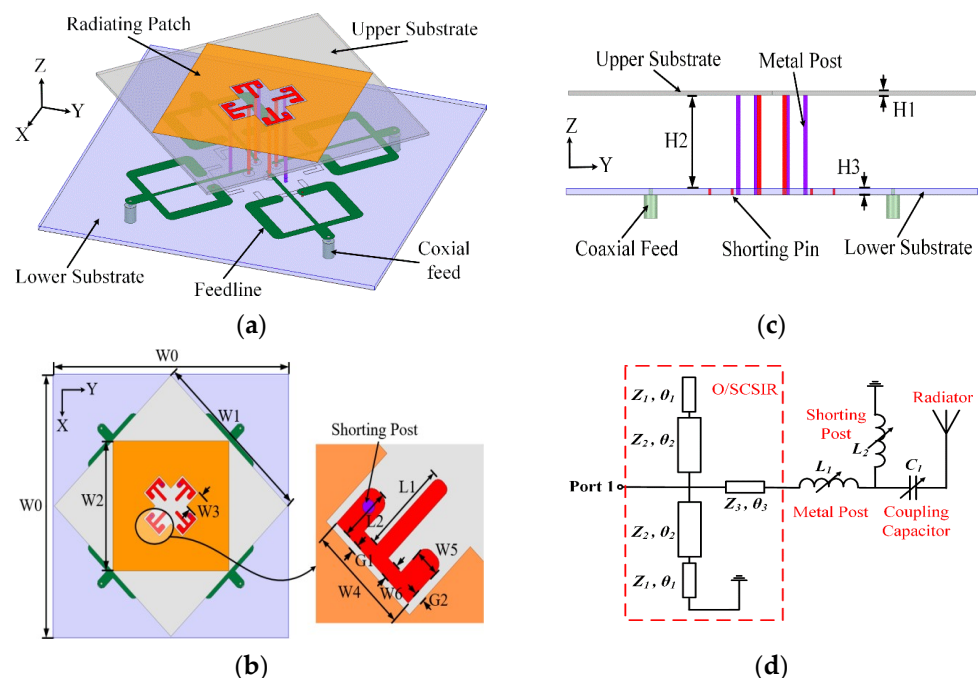 Radiating Patch
Upper Substrate
Z
Y
X
Lower Substrate
Feedline
Coxial
feed
(a)
Upper Substrate
Metal Post
H1
H2
Z
Y
H3
Coaxial Feed
Shorting Pin
Lower Substrate
(c)
W0
Y
X
W1
W0
W2
W3
Shorting Post
L1
L2
G1
W5
W4
W6
G2
(b)
O/SCSIR
Z1, θ1
Z2, θ2
Shorting
Post
L2
Radiator
Port 1
Z3, θ3
L1
C1
Metal Post
Coupling
Capacitor
Z2, θ2
Z1, θ1
(d)